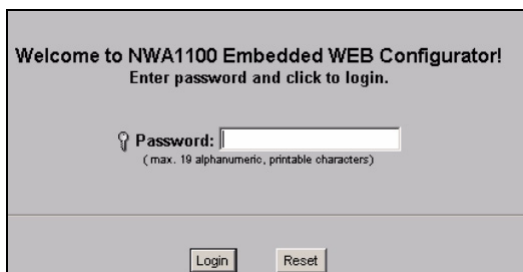 Welcome to NWA1100 Embedded WEB Configurator!
Enter password and click to login.
Password:
( max. 19 alphanumeric, printable characters)
Login Reset